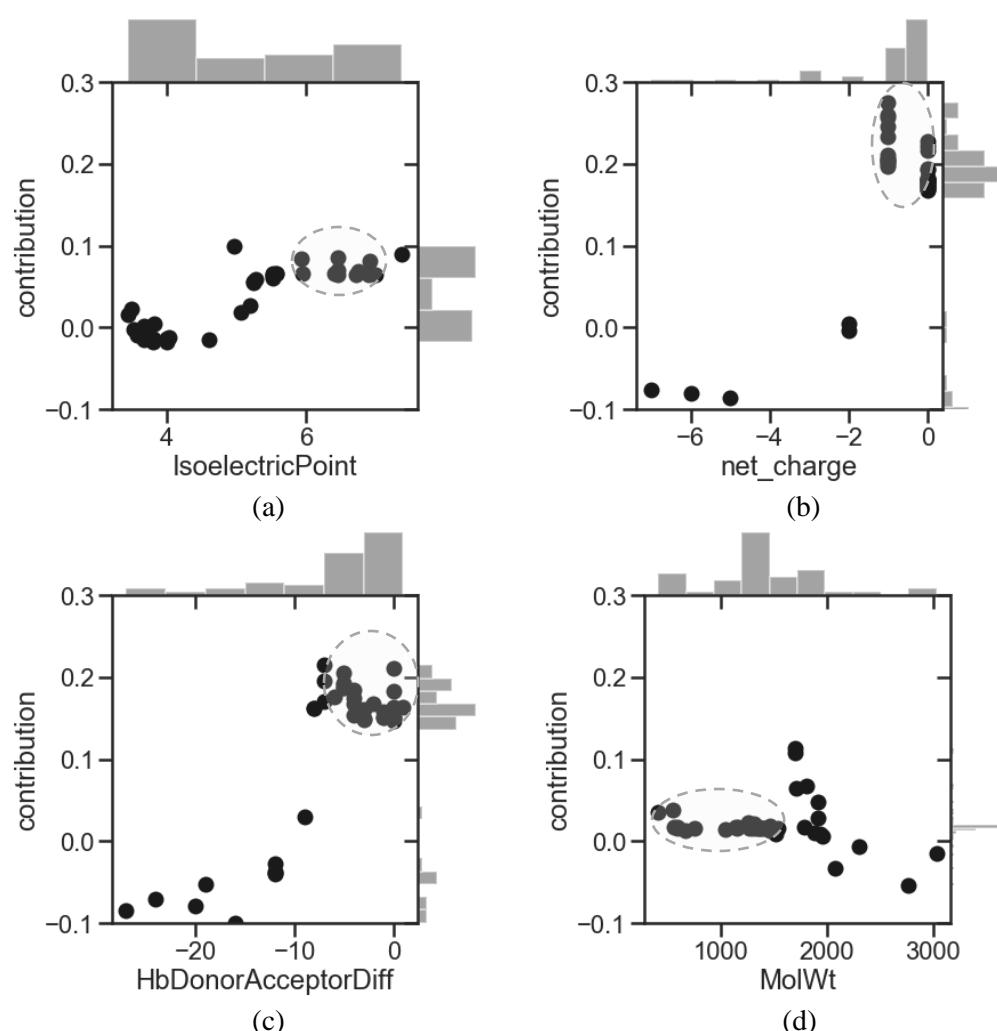 0.3
0.2
0.1
0.0
−0.1
contribution
4 6
IsoelectricPoint
(a)
0.3
0.2
0.1
0.0
−0.1
contribution
−6 −4 −2 0
net_charge
(b)
0.3
0.2
0.1
0.0
−0.1
contribution
−20 −10 0
HbDonorAcceptorDiff
(c)
0.3
0.2
0.1
0.0
−0.1
contribution
1000 2000 3000
MolWt
(d)